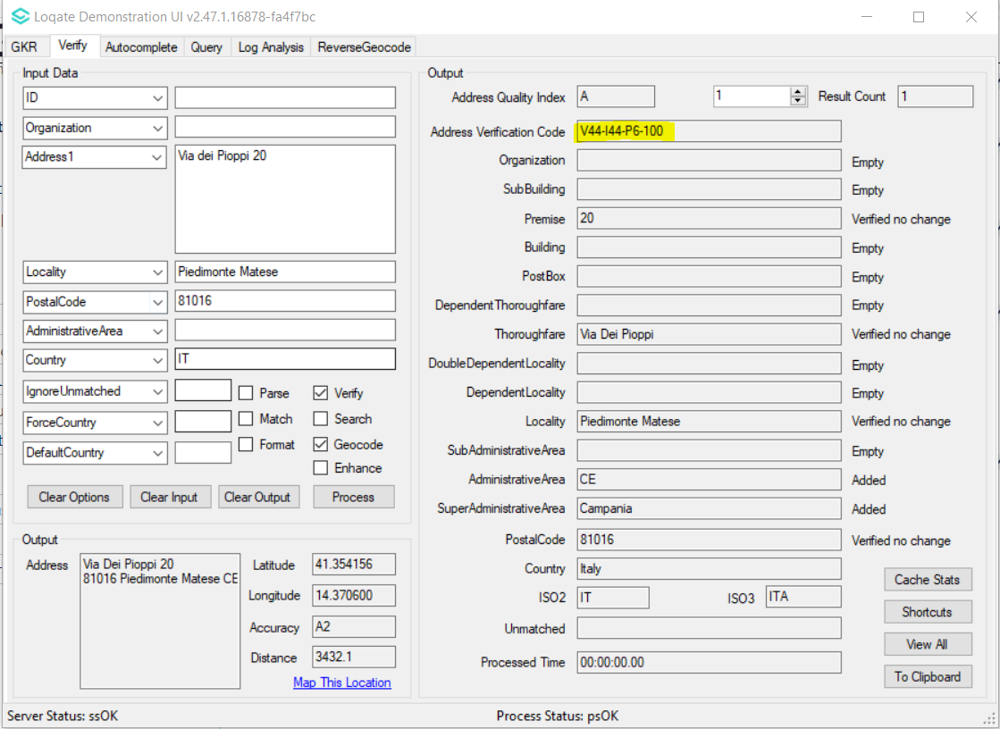 Loqate Demonstration UI v2.47.1.16878-fa4f7bc
GKR Verify Autocomplete Query Log Analysis ReverseGeocode
Input Data
ID
Organization
Address1 Via dei Pioppi 20
Locality Piedimonte Matese
PostalCode 81016
AdministrativeArea
Country IT
IgnoreUnmatched Parse Verify
ForceCountry Match Search
DefaultCountry Format Geocode
Enhance
Clear Options Clear Input Clear Output Process
Output
Address Via Dei Pioppi 20
81016 Piedimonte Matese CE
Latitude 41.354156
Longitude 14.370600
Accuracy A2
Distance 3432.1
Map This Location
Output
Address Quality Index A 1 Result Count 1
Address Verification Code V44-I44-P6-100
Organization Empty
SubBuilding Empty
Premise 20 Verified no change
Building Empty
PostBox Empty
DependentThoroughfare Empty
Thoroughfare Via Dei Pioppi Verified no change
DoubleDependentLocality Empty
DependentLocality Empty
Locality Piedimonte Matese Verified no change
SubAdministrativeArea Empty
AdministrativeArea CE Added
SuperAdministrativeArea Campania Added
PostalCode 81016 Verified no change
Country Italy
ISO2 IT ISO3 ITA
Unmatched
Processed Time 00:00:00.00
Cache Stats
Shortcuts
View All
To Clipboard
Server Status: ssOK Process Status: psOK